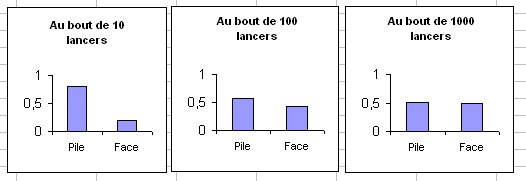 Au bout de 10
lancers
1
0,5
0
Pile Face
Au bout de 100
lancers
1
0,5
0
Pile Face
Au bout de 1000
lancers
1
0,5
0
Pile Face